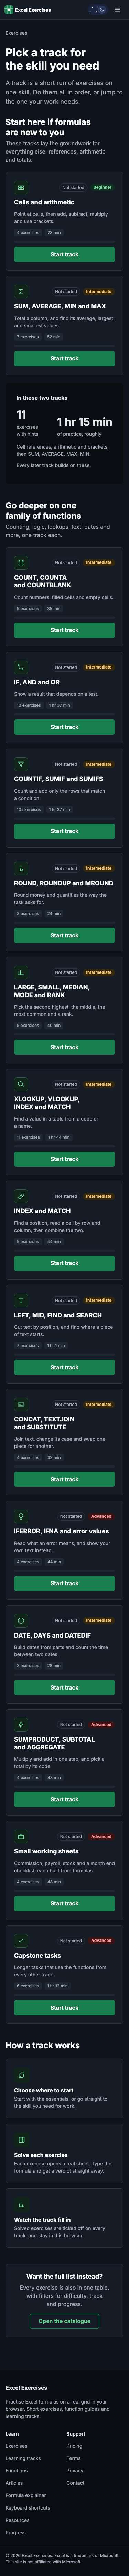 Excel Exercises
Exercises
Pick a track for
the skill you need
A track is a short run of exercises on one
idea. Do them all in order, or jump to
the one your work needs.
Start here if formulas
are new to you
These tracks lay the groundwork for
everything else: references, arithmetic
and totals.
Not started
Beginner
Cells and arithmetic
Point at cells, then add, subtract, multiply
and use brackets.
4 exercises
23 min
Start track
Not started
Intermediate
SUM, AVERAGE, MIN and MAX
Total a column, and find its average, largest
and smallest values.
7 exercises
52 min
Start track
In these two tracks
11
exercises
with hints
1 hr 15 min
of practice, roughly
Cell references, arithmetic and brackets,
then SUM, AVERAGE, MAX, MIN.
Every later track builds on these.
Go deeper on one
family of functions
Counting, logic, lookups, text, dates and
more, one track each.
Not started
Intermediate
COUNT, COUNTA
and COUNTBLANK
Count numbers, filled cells and empty cells.
5 exercises
35 min
Start track
Not started
Intermediate
IF, AND and OR
Show a result that depends on a test.
10 exercises
1 hr 37 min
Start track
Not started
Intermediate
COUNTIF, SUMIF and SUMIFS
Count and add only the rows that match
a condition.
10 exercises
1 hr 37 min
Start track
Not started
Intermediate
ROUND, ROUNDUP and MROUND
Round money and quantities the way the
task asks for.
3 exercises
24 min
Start track
Not started
Intermediate
LARGE, SMALL, MEDIAN,
MODE and RANK
Pick the second highest, the middle, the
most common and a rank.
5 exercises
40 min
Start track
Not started
Intermediate
XLOOKUP, VLOOKUP,
INDEX and MATCH
Find a value in a table from a code or
a name.
11 exercises
1 hr 44 min
Start track
Not started
Intermediate
INDEX and MATCH
Find a position, read a cell by row and
column, then combine the two.
5 exercises
44 min
Start track
Not started
Intermediate
LEFT, MID, FIND and SEARCH
Cut text by position, and find where a piece
of text starts.
7 exercises
1 hr 1 min
Start track
Not started
Intermediate
CONCAT, TEXTJOIN
and SUBSTITUTE
Join text, change its case and swap one
piece for another.
4 exercises
32 min
Start track
Not started
Advanced
IFERROR, IFNA and error values
Read what an error means, and show your
own text instead.
4 exercises
44 min
Start track
Not started
Intermediate
DATE, DAYS and DATEDIF
Build dates from parts and count the time
between two dates.
3 exercises
28 min
Start track
Not started
Advanced
SUMPRODUCT, SUBTOTAL
and AGGREGATE
Multiply and add in one step, and pick a
total by its code.
4 exercises
48 min
Start track
Not started
Advanced
Small working sheets
Commission, payroll, stock and a month end
checklist, each built from formulas.
4 exercises
48 min
Start track
Not started
Advanced
Capstone tasks
Longer tasks that use the functions from
every other track.
6 exercises
1 hr 12 min
Start track
How a track works
Choose where to start
Start with the essentials, or go straight to
the skill you need for work.
Solve each exercise
Each exercise opens a real sheet. Type the
formula and get a verdict straight away.
Watch the track fill in
Solved exercises are ticked off on every
track, and stay in this browser.
Want the full list instead?
Every exercise is also in one table,
with filters for difficulty, track
and progress.
Open the catalogue
Excel Exercises
Practise Excel formulas on a real grid in your
browser. Short exercises, function guides and
learning tracks.
Learn
Exercises
Learning tracks
Functions
Articles
Formula explainer
Keyboard shortcuts
Resources
Progress
Support
Pricing
Terms
Privacy
Contact
© 2026 Excel Exercises. Excel is a trademark of Microsoft.
This site is not affiliated with Microsoft.